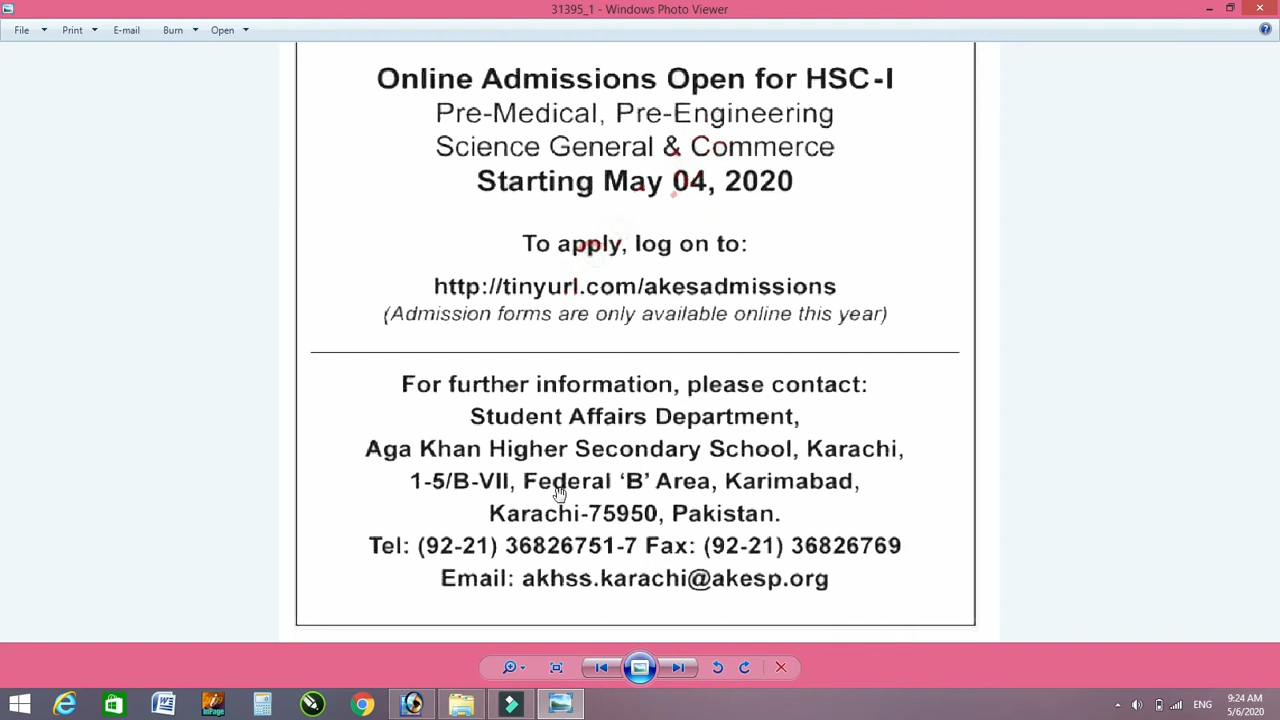 31395_1 - Windows Photo Viewer
File Print E-mail Burn Open
Online Admissions Open for HSC-I
Pre-Medical, Pre-Engineering
Science General & Commerce
Starting May 04, 2020
To apply, log on to:
http://tinyurl.com/akesadmissions
(Admission forms are only available online this year)
For further information, please contact:
Student Affairs Department,
Aga Khan Higher Secondary School, Karachi,
1-5/B-VII, Federal ‘B’ Area, Karimabad,
Karachi-75950, Pakistan.
Tel: (92-21) 36826751-7 Fax: (92-21) 36826769
Email: akhss.karachi@akesp.org
InPage
ENG
9:24 AM
5/6/2020